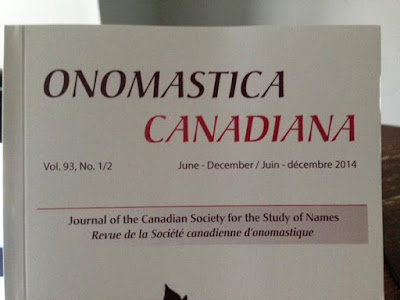 ONOMASTICA
CANADIANA
Vol. 93, No. 1/2 June - December / Juin - décembre 2014
Journal of the Canadian Society for the Study of Names
Revue de la Société canadienne d'onomastique